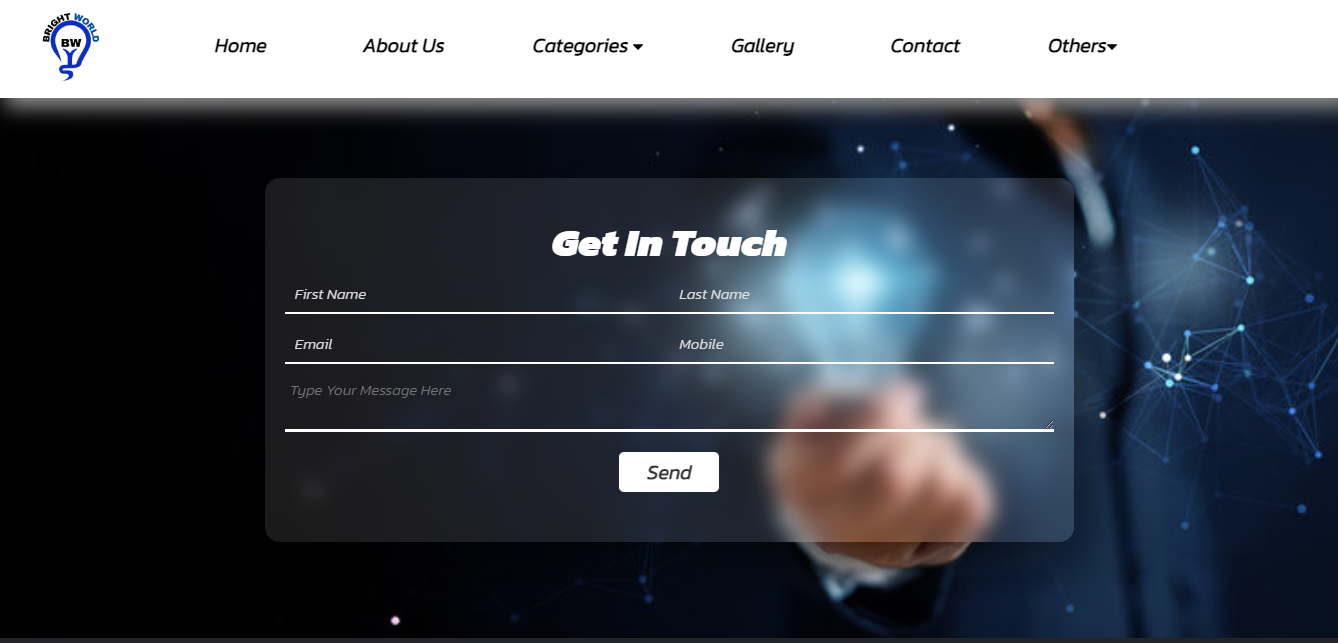 BRIGHT WORLD
BW
Home About Us Categories Gallery Contact Others
Get In Touch
First Name Last Name
Email Mobile
Type Your Message Here
Send